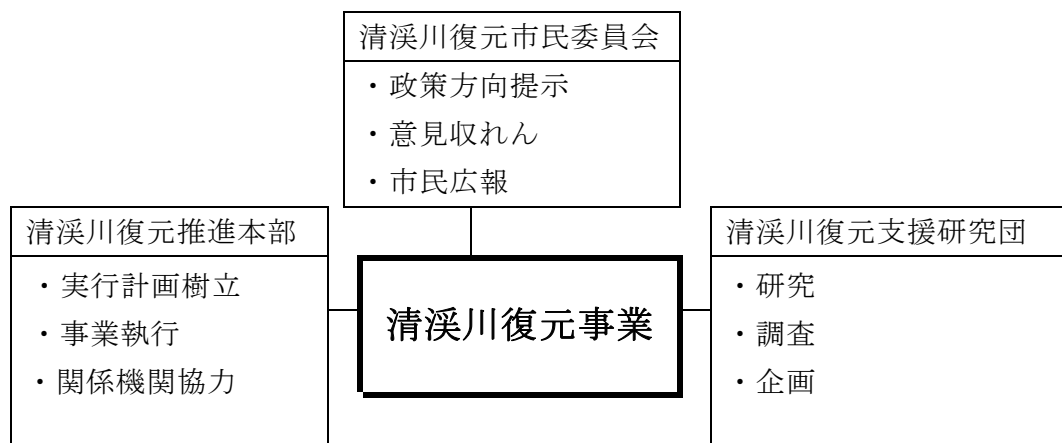 清渓川復元市民委員会
・政策方向提示
・意見収れん
・市民広報
清渓川復元推進本部
・実行計画樹立
・事業執行
・関係機関協力
清渓川復元事業
清渓川復元支援研究団
・研究
・調査
・企画